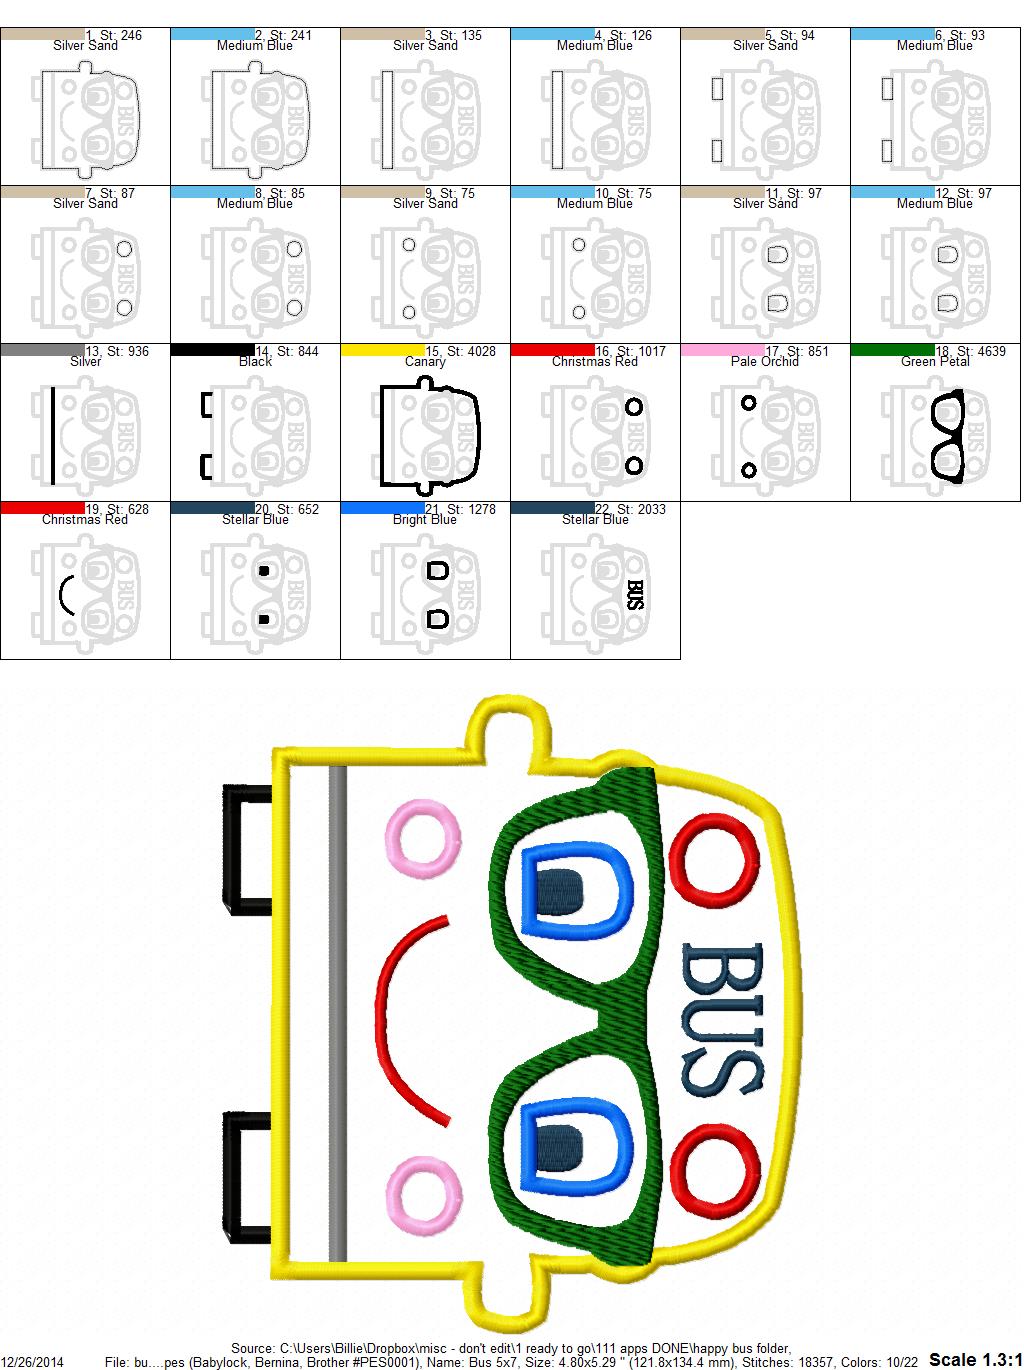 1, St: 246
Silver Sand
2, St: 241
Medium Blue
3, St: 135
Silver Sand
4, St: 126
Medium Blue
5, St: 94
Silver Sand
6, St: 93
Medium Blue
BUS
BUS
BUS
BUS
BUS
BUS
7, St: 87
Silver Sand
8, St: 85
Medium Blue
9, St: 75
Silver Sand
10, St: 75
Medium Blue
11, St: 97
Silver Sand
12, St: 97
Medium Blue
BUS
BUS
BUS
BUS
BUS
BUS
13, St: 936
Silver
14, St: 844
Black
15, St: 4028
Canary
16, St: 1017
Christmas Red
17, St: 851
Pale Orchid
18, St: 4639
Green Petal
BUS
BUS
BUS
BUS
BUS
BUS
19, St: 628
Christmas Red
20, St: 652
Stellar Blue
21, St: 1278
Bright Blue
22, St: 2033
Stellar Blue
BUS
BUS
BUS
BUS
BUS
Source: C:\Users\Billie\Dropbox\misc - don't edit\1 ready to go\111 apps DONE\happy bus folder,
12/26/2014 File: bu....pes (Babylock, Bernina, Brother #PES0001), Name: Bus 5x7, Size: 4.80x5.29 " (121.8x134.4 mm), Stitches: 18357, Colors: 10/22 Scale 1.3:1